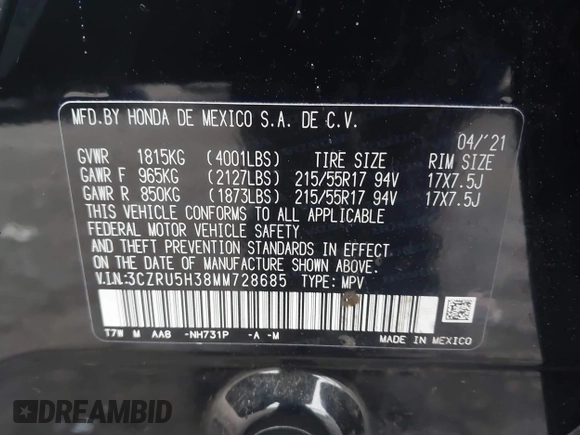 MFD.BY HONDA DE MEXICO S.A. DE C.V.
04/'21
GVWR 1815KG (4001LBS) TIRE SIZE RIM SIZE
GAWR F 965KG (2127LBS) 215/55R17 94V 17X7.5J
GAWR R 850KG (1873LBS) 215/55R17 94V 17X7.5J
THIS VEHICLE CONFORMS TO ALL APPLICABLE
FEDERAL MOTOR VEHICLE SAFETY
AND THEFT PREVENTION STANDARDS IN EFFECT
ON THE DATE OF MANUFACTURE SHOWN ABOVE.
V.I.N:3CZRU5H38MM728685 TYPE: MPV
T7W M AAB -NH731P -A -M
MADE IN MEXICO
DREAMBID